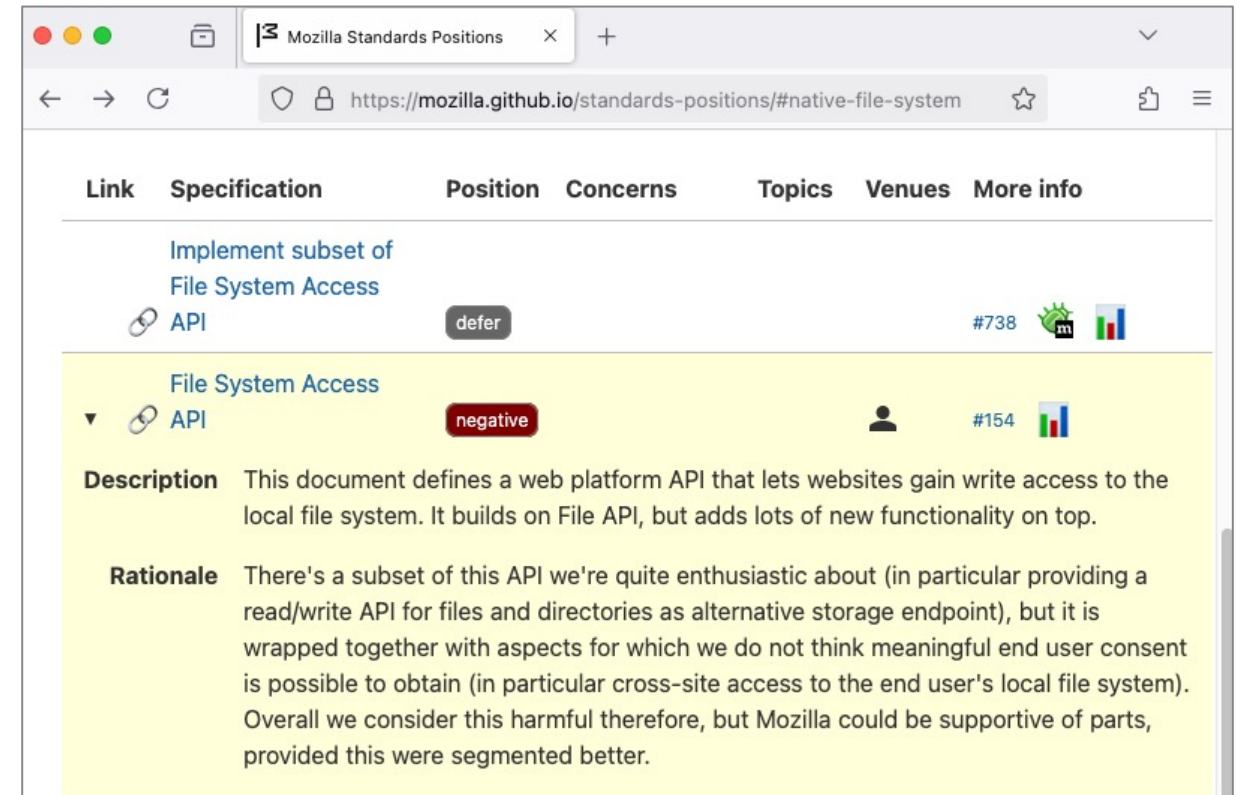 Mozilla Standards Positions
https://mozilla.github.io/standards-positions/#native-file-system
Link Specification Position Concerns Topics Venues More info
Implement subset of
File System Access
API defer #738
m
File System Access
API negative #154
Description This document defines a web platform API that lets websites gain write access to the
local file system. It builds on File API, but adds lots of new functionality on top.
Rationale There's a subset of this API we're quite enthusiastic about (in particular providing a
read/write API for files and directories as alternative storage endpoint), but it is
wrapped together with aspects for which we do not think meaningful end user consent
is possible to obtain (in particular cross-site access to the end user's local file system).
Overall we consider this harmful therefore, but Mozilla could be supportive of parts,
provided this were segmented better.